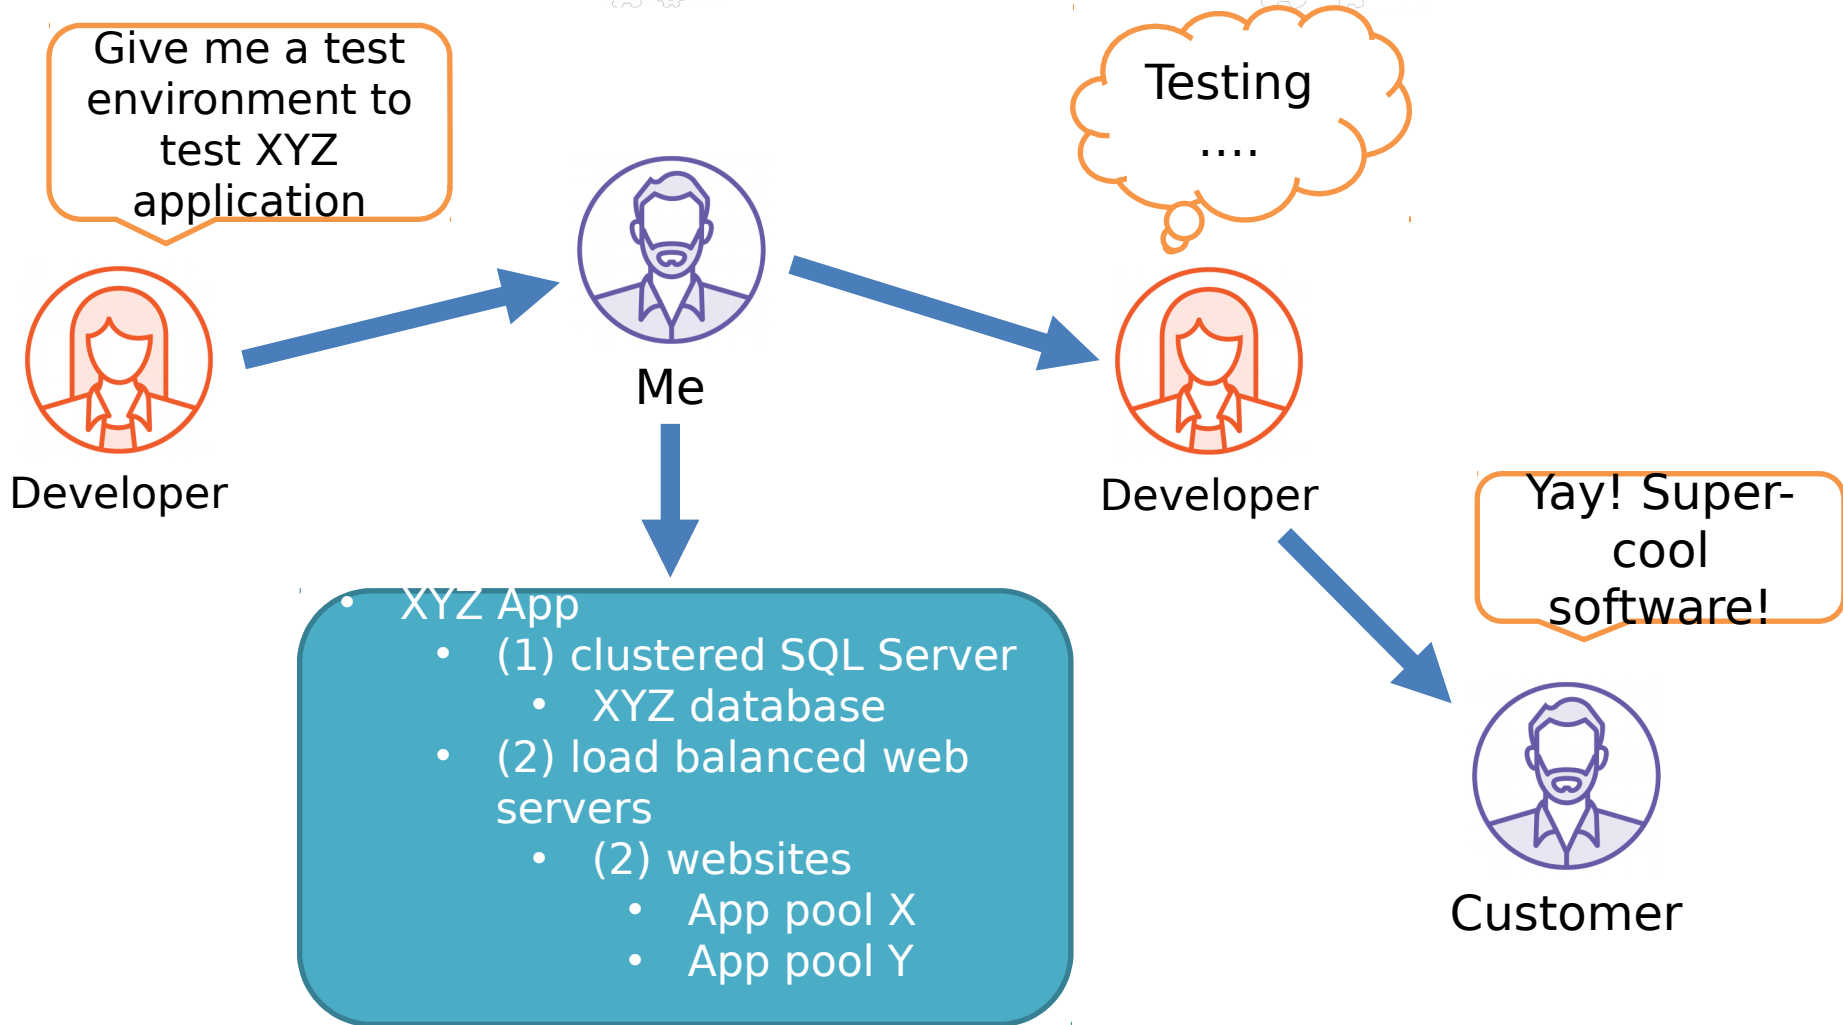 Give me a test
environment to
test XYZ
application
Testing
....
Me
Developer
Developer
Yay! Super-
cool
software!
• XYZ App
• (1) clustered SQL Server
• XYZ database
• (2) load balanced web
servers
• (2) websites
• App pool X
• App pool Y
Customer